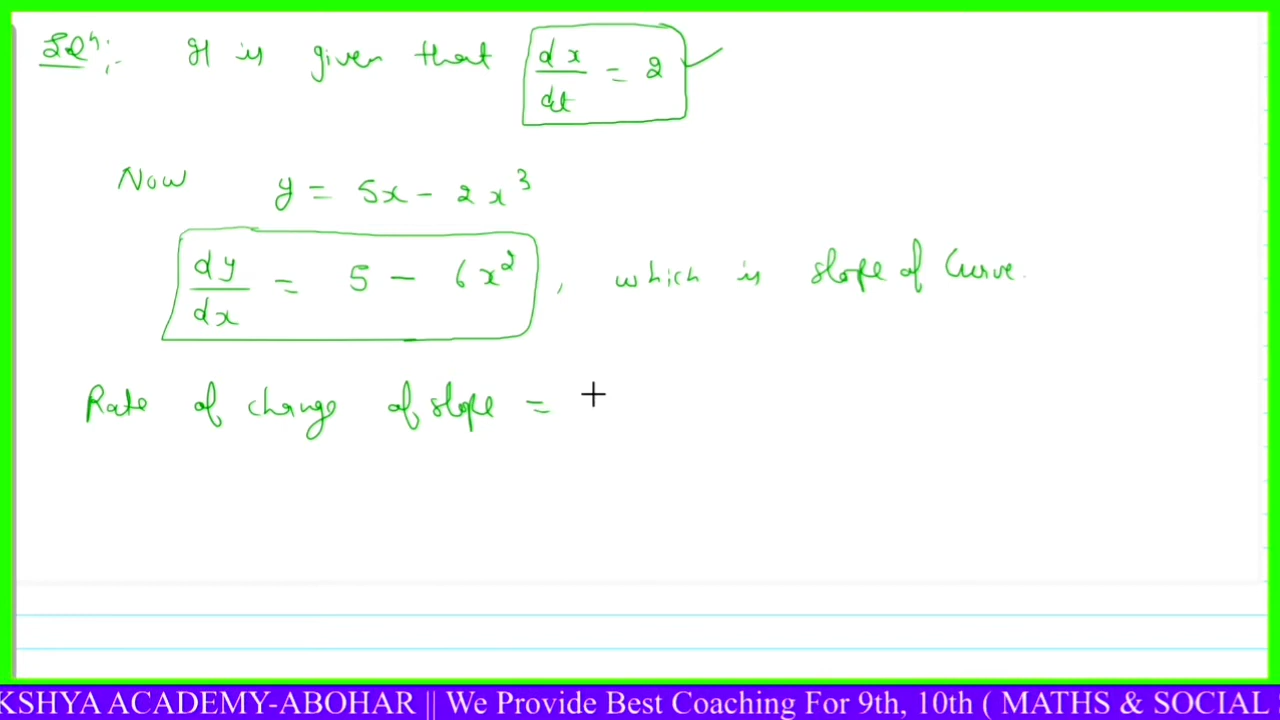 Solⁿ:- It is given that dx/dt = 2 ✓
Now y = 5x - 2x³
dy/dx = 5 - 6x², which is slope of Curve.
Rate of change of slope =
KSHYA ACADEMY-ABOHAR || We Provide Best Coaching For 9th, 10th ( MATHS & SOCIAL